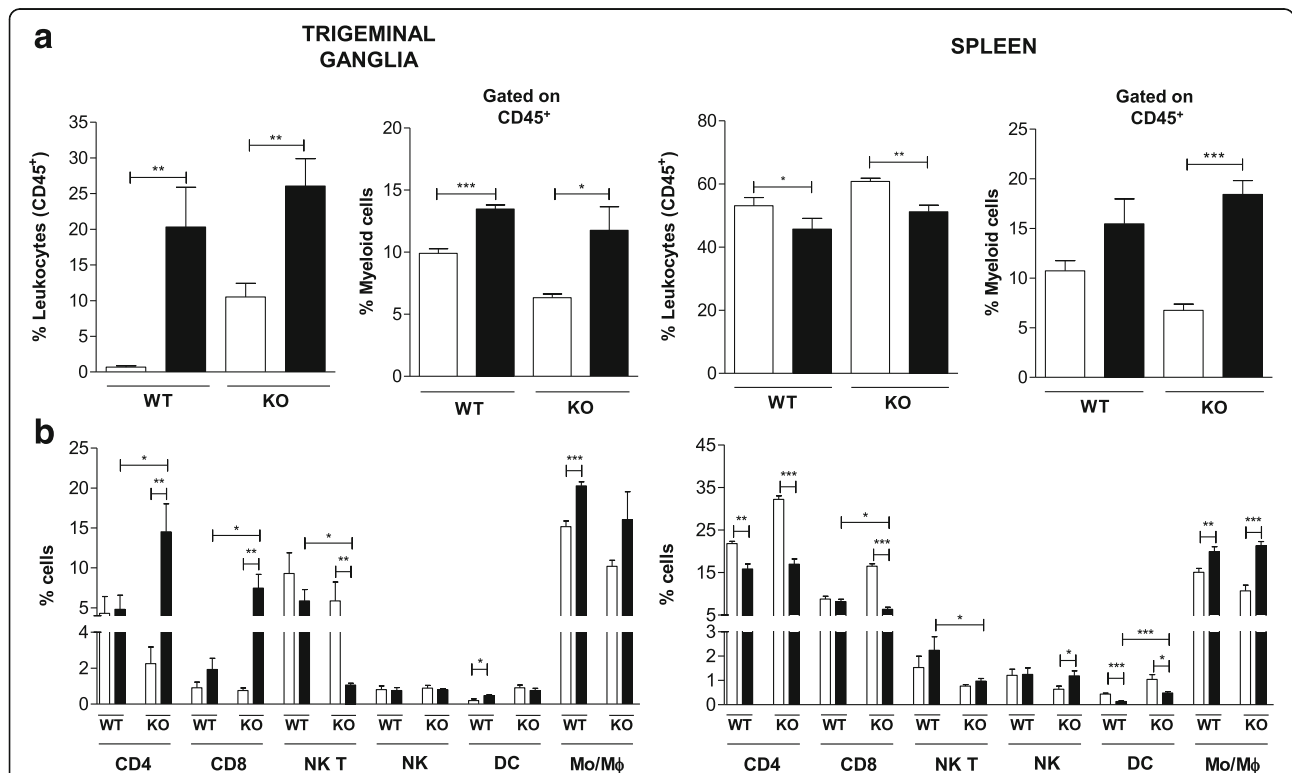 a
TRIGEMINAL
GANGLIA
SPLEEN
Gated on
CD45+
Gated on
CD45+
% Leukocytes (CD45+)
35
30
25
20
15
10
5
0
**
**
WT
KO
% Myeloid cells
20
15
10
5
0
***
*
WT
KO
% Leukocytes (CD45+)
80
60
40
20
0
*
**
WT
KO
% Myeloid cells
25
20
15
10
5
0
***
WT
KO
b
% cells
25
20
15
10
5
4
2
0
*
**
*
**
*
**
*
***
WT KO WT KO WT KO WT KO WT KO WT KO
CD4 CD8 NK T NK DC Mo/Mϕ
% cells
45
35
25
15
5
3
2
1
0
**
***
*
***
*
*
***
***
*
**
***
WT KO WT KO WT KO WT KO WT KO WT KO
CD4 CD8 NK T NK DC Mo/Mϕ